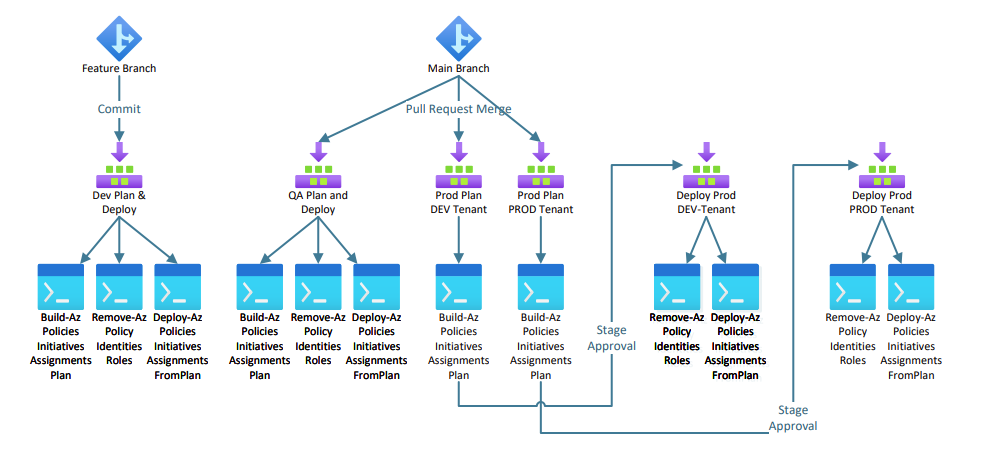 Feature Branch
Main Branch
Commit
Pull Request Merge
Dev Plan &
Deploy
QA Plan and
Deploy
Prod Plan
DEV Tenant
Prod Plan
PROD Tenant
Deploy Prod
DEV-Tenant
Deploy Prod
PROD Tenant
Build-Az
Policies
Initiatives
Assignments
Plan
Remove-Az
Policy
Identities
Roles
Deploy-Az
Policies
Initiatives
Assignments
FromPlan
Build-Az
Policies
Initiatives
Assignments
Plan
Remove-Az
Policy
Identities
Roles
Deploy-Az
Policies
Initiatives
Assignments
FromPlan
Build-Az
Policies
Initiatives
Assignments
Plan
Build-Az
Policies
Initiatives
Assignments
Plan
Stage
Approval
Remove-Az
Policy
Identities
Roles
Deploy-Az
Policies
Initiatives
Assignments
FromPlan
Stage
Approval
Remove-Az
Policy
Identities
Roles
Deploy-Az
Policies
Initiatives
Assignments
FromPlan